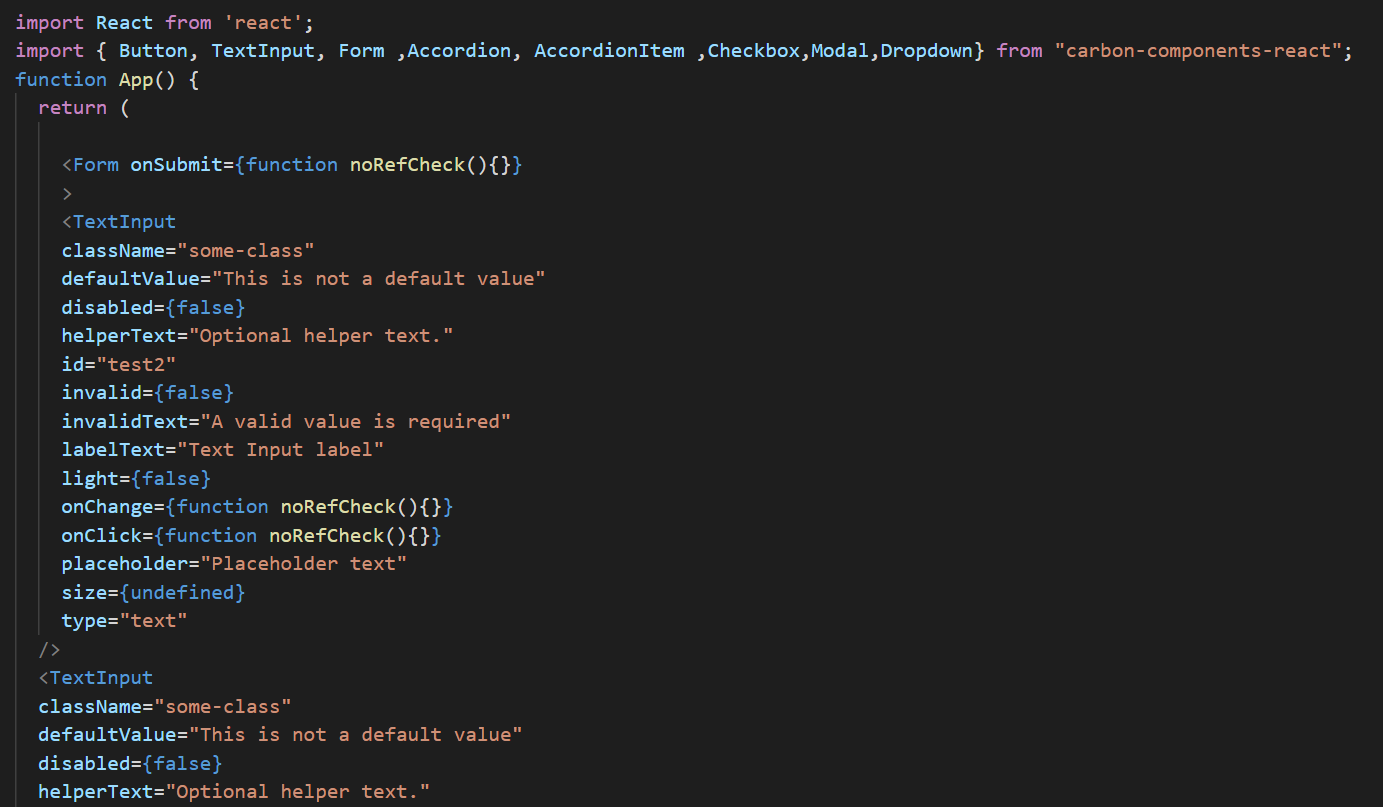 import React from 'react';
import { Button, TextInput, Form ,Accordion, AccordionItem ,Checkbox,Modal,Dropdown} from "carbon-components-react";
function App() {
return (
<Form onSubmit={function noRefCheck(){}}
>
<TextInput
className="some-class"
defaultValue="This is not a default value"
disabled={false}
helperText="Optional helper text."
id="test2"
invalid={false}
invalidText="A valid value is required"
labelText="Text Input label"
light={false}
onChange={function noRefCheck(){}}
onClick={function noRefCheck(){}}
placeholder="Placeholder text"
size={undefined}
type="text"
/>
<TextInput
className="some-class"
defaultValue="This is not a default value"
disabled={false}
helperText="Optional helper text."